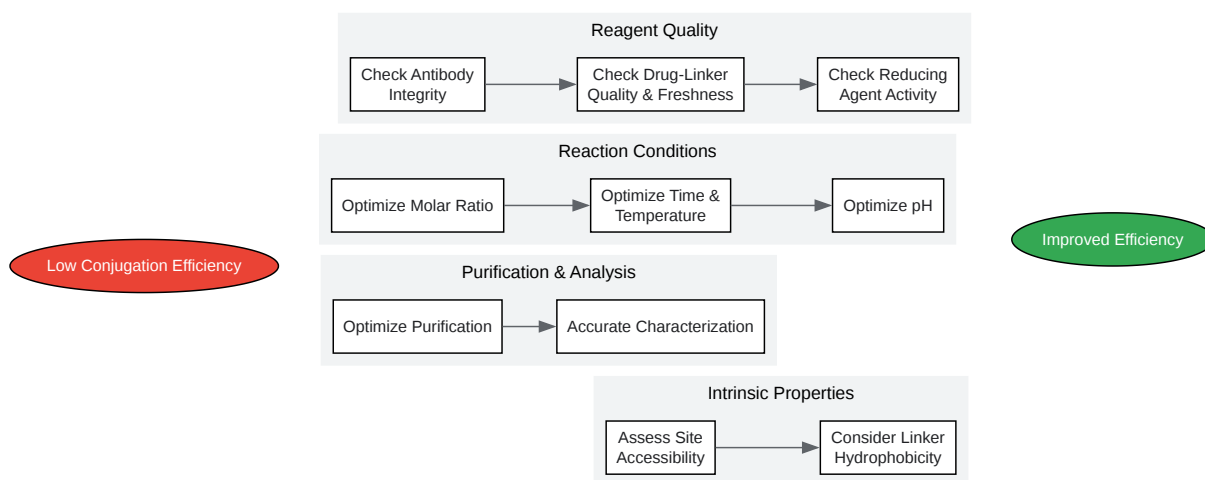 Reagent Quality
Check Antibody
Integrity
Check Drug-Linker
Quality & Freshness
Check Reducing
Agent Activity
Reaction Conditions
Optimize Molar Ratio
Optimize Time &
Temperature
Optimize pH
Low Conjugation Efficiency
Improved Efficiency
Purification & Analysis
Optimize Purification
Accurate Characterization
Intrinsic Properties
Assess Site
Accessibility
Consider Linker
Hydrophobicity